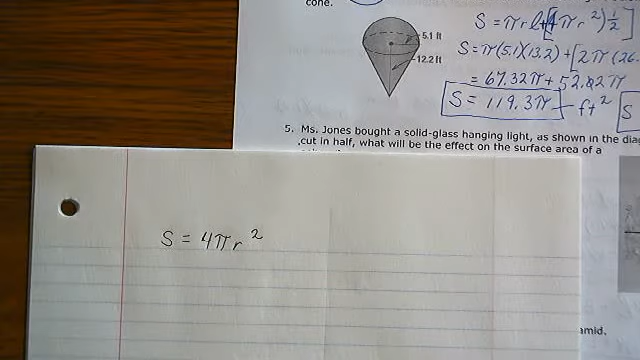 cone.
5.1 ft
12.2 ft
S = πrl + [(4πr²)½]
S = π(5.1)(13.2) + [2π(26.
= 67.32π + 52.02π
S = 119.3π ft²
S
5. Ms. Jones bought a solid-glass hanging light, as shown in the dia
cut in half, what will be the effect on the surface area of a
S = 4πr²
amid.